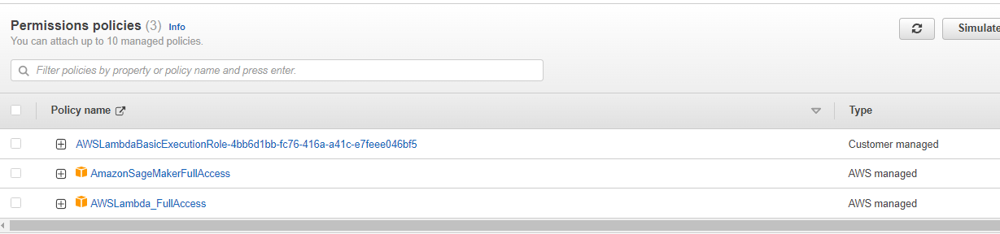 Permissions policies (3) Info
You can attach up to 10 managed policies.
Simulate
Filter policies by property or policy name and press enter.
Policy name Type
AWSLambdaBasicExecutionRole-4bb6d1bb-fc76-416a-a41c-e7feee046bf5 Customer managed
AmazonSageMakerFullAccess AWS managed
AWSLambda_FullAccess AWS managed